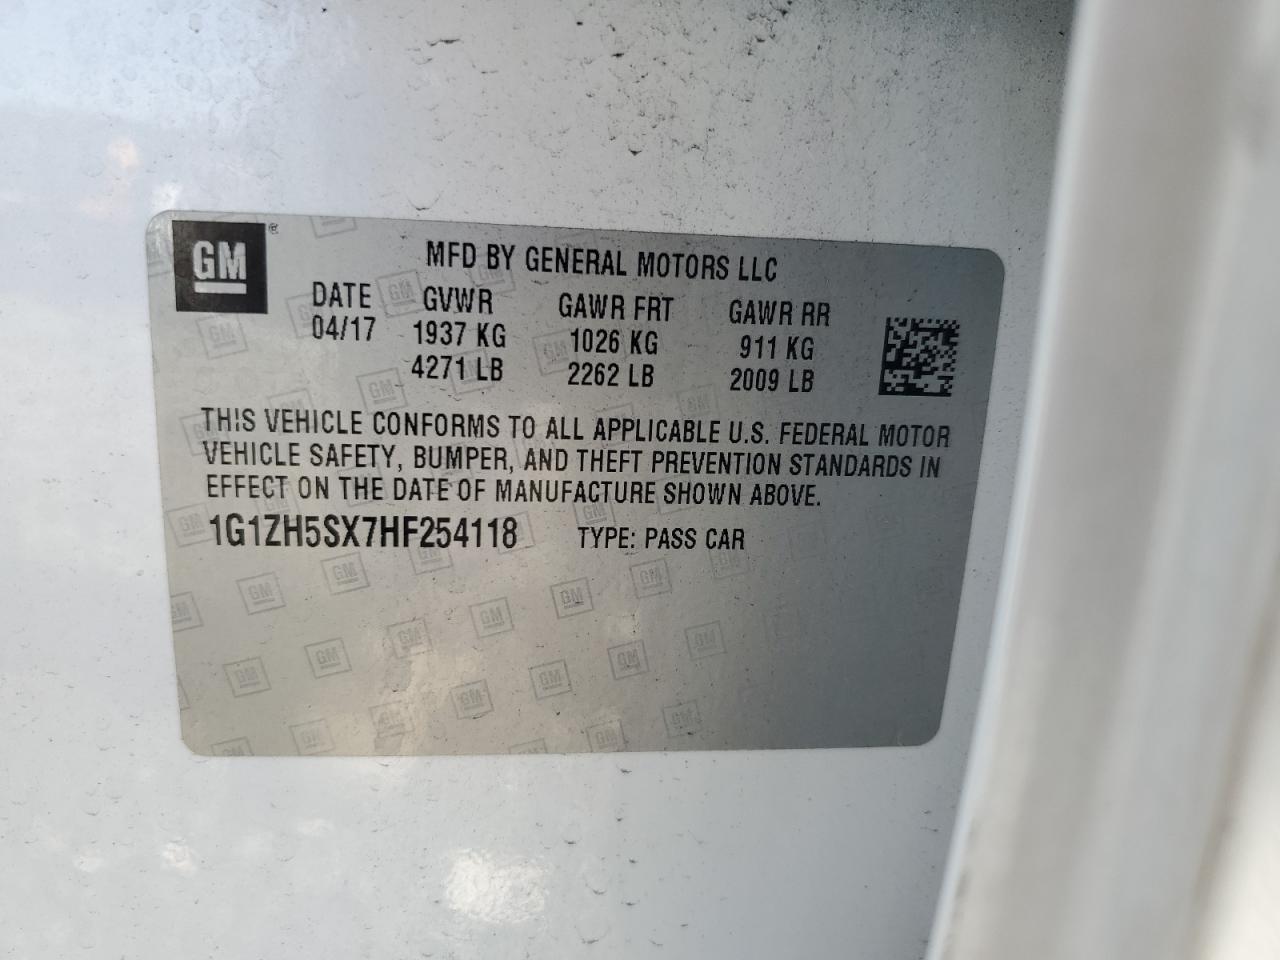 GM
MFD BY GENERAL MOTORS LLC
DATE GVWR GAWR FRT GAWR RR
04/17 1937 KG 1026 KG 911 KG
4271 LB 2262 LB 2009 LB
THIS VEHICLE CONFORMS TO ALL APPLICABLE U.S. FEDERAL MOTOR
VEHICLE SAFETY, BUMPER, AND THEFT PREVENTION STANDARDS IN
EFFECT ON THE DATE OF MANUFACTURE SHOWN ABOVE.
1G1ZH5SX7HF254118 TYPE: PASS CAR